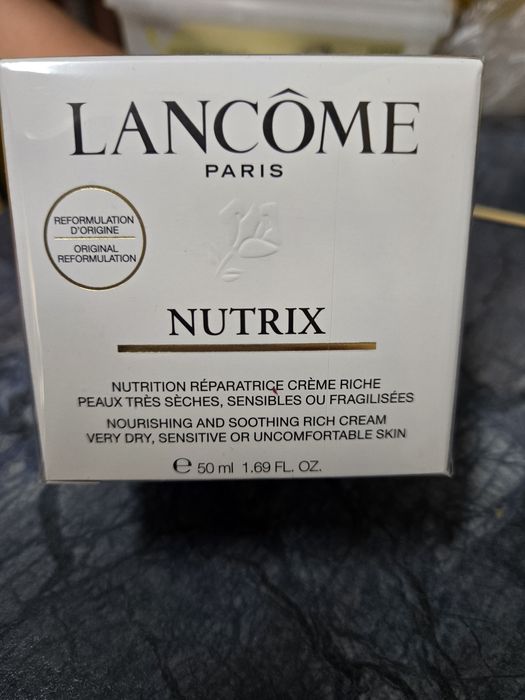 LANCÔME
PARIS
REFORMULATION
D'ORIGINE
ORIGINAL
REFORMULATION
NUTRIX
NUTRITION RÉPARATRICE CRÈME RICHE
PEAUX TRÈS SÈCHES, SENSIBLES OU FRAGILISÉES
NOURISHING AND SOOTHING RICH CREAM
VERY DRY, SENSITIVE OR UNCOMFORTABLE SKIN
℮ 50 ml 1.69 FL. OZ.